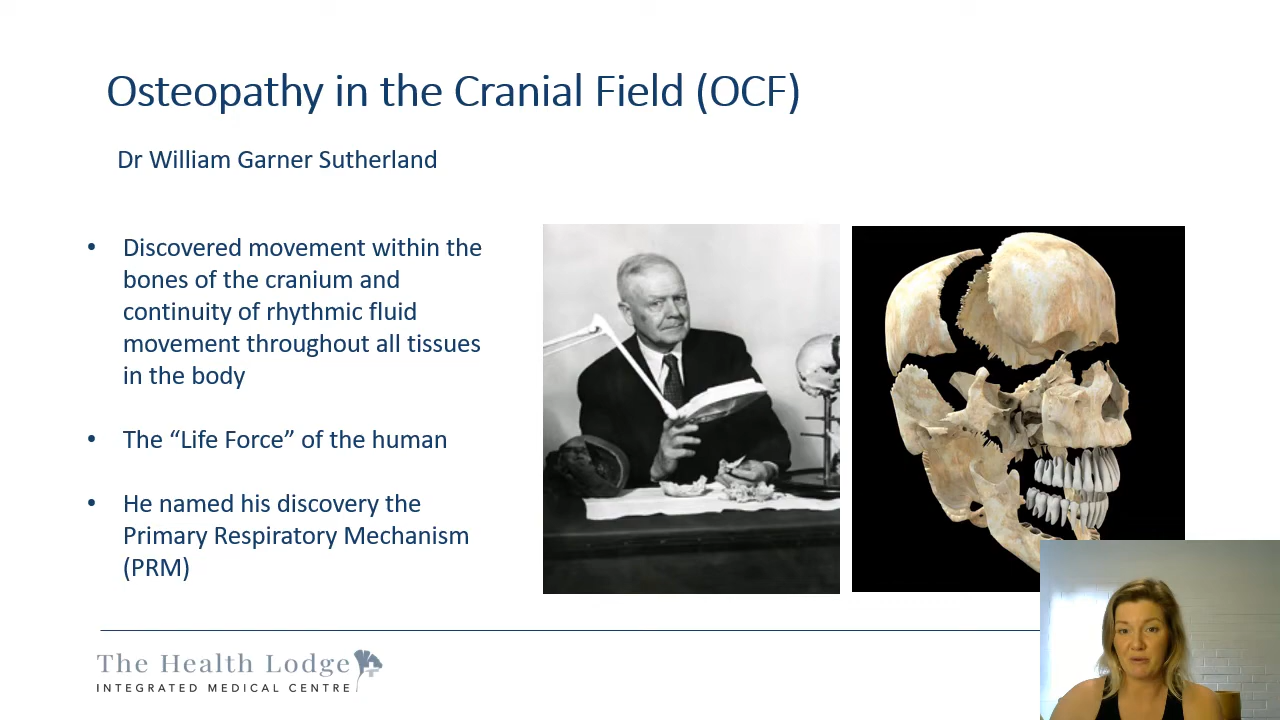 Osteopathy in the Cranial Field (OCF)
Dr William Garner Sutherland
• Discovered movement within the
bones of the cranium and
continuity of rhythmic fluid
movement throughout all tissues
in the body
• The “Life Force” of the human
• He named his discovery the
Primary Respiratory Mechanism
(PRM)
The Health Lodge
INTEGRATED MEDICAL CENTRE